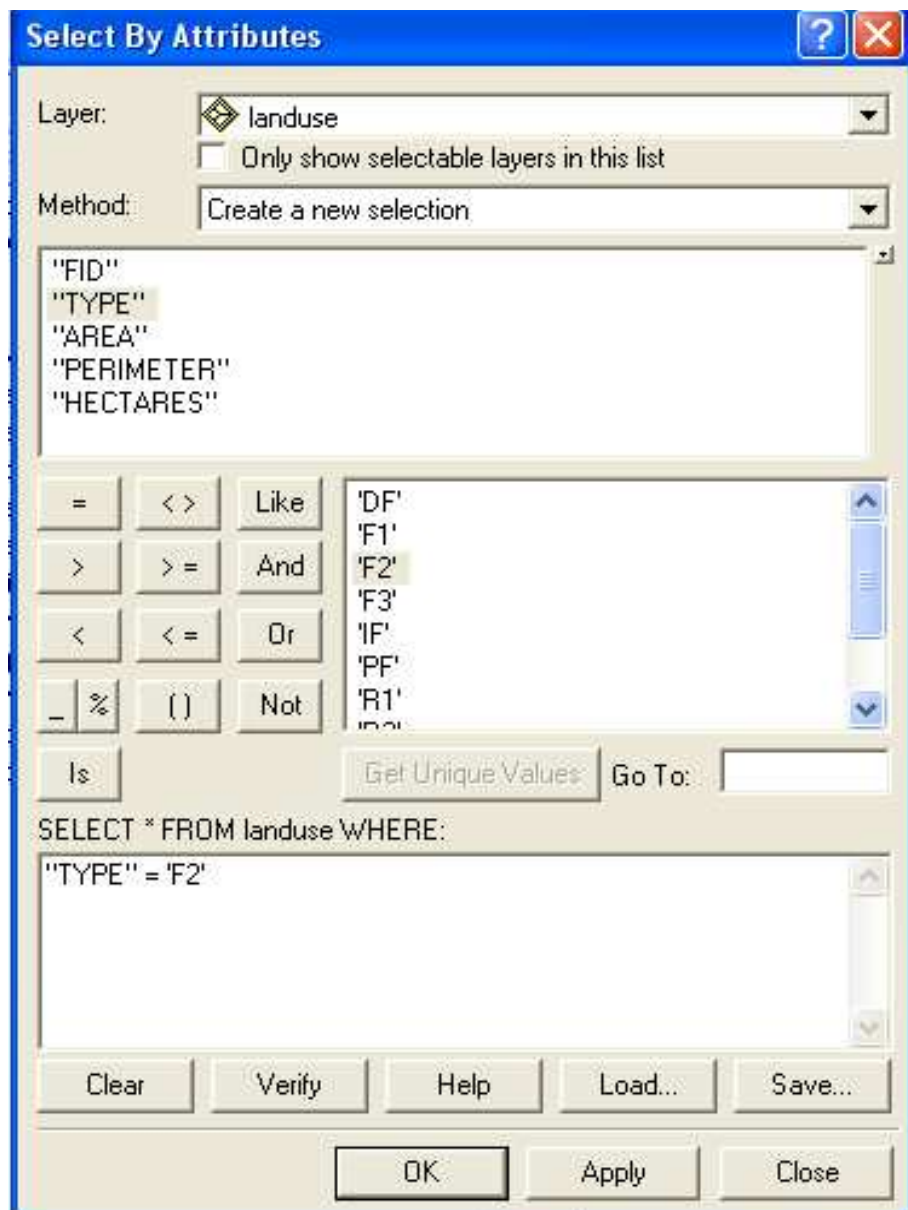 Select By Attributes
Layer: landuse
Only show selectable layers in this list
Method: Create a new selection
"FID"
"TYPE"
"AREA"
"PERIMETER"
"HECTARES"
= < > Like
> > = And
< < = Or
_ % ( ) Not
Is
'DF'
'F1'
'F2'
'F3'
'IF'
'PF'
'R1'
Get Unique Values Go To:
SELECT * FROM landuse WHERE:
"TYPE" = 'F2'
Clear Verify Help Load... Save...
OK Apply Close